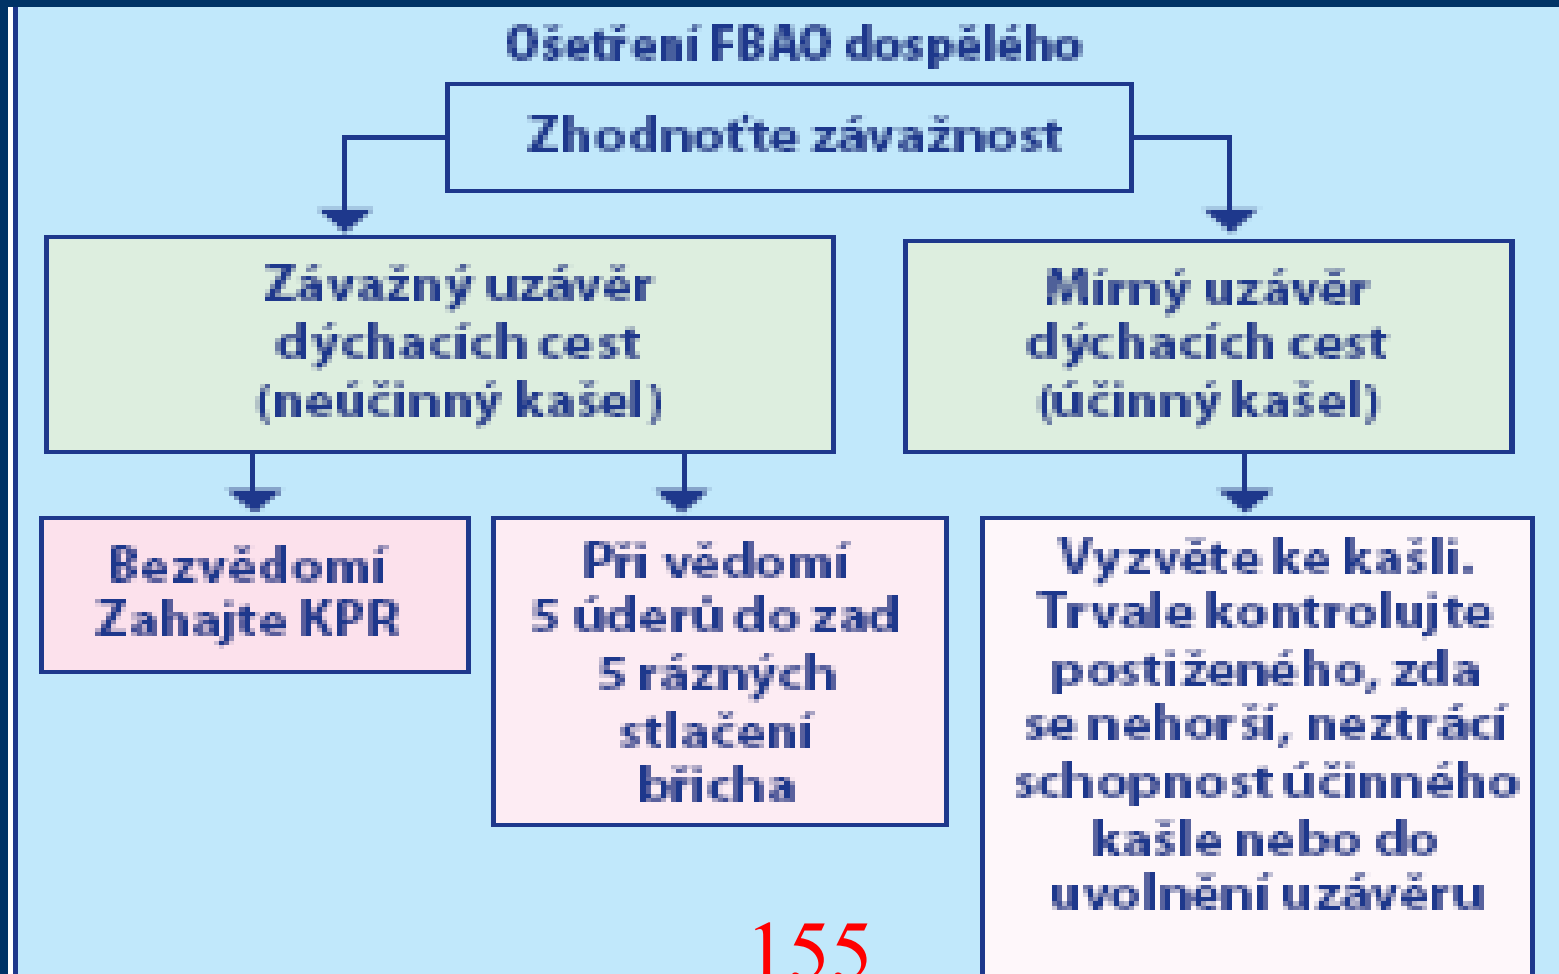 Ošetření FBAO dospělého
Zhodnoťte závažnost
Závažný uzávěr
dýchacích cest
(neúčinný kašel)
Mírný uzávěr
dýchacích cest
(účinný kašel)
Bezvědomí
Zahajte KPR
Při vědomí
5 úderů do zad
5 rázných
stlačení
břicha
Vyzvěte ke kašli.
Trvale kontrolujte
postiženého, zda
se nehorší, neztrácí
schopnost účinného
kašle nebo do
uvolnění uzávěru
155